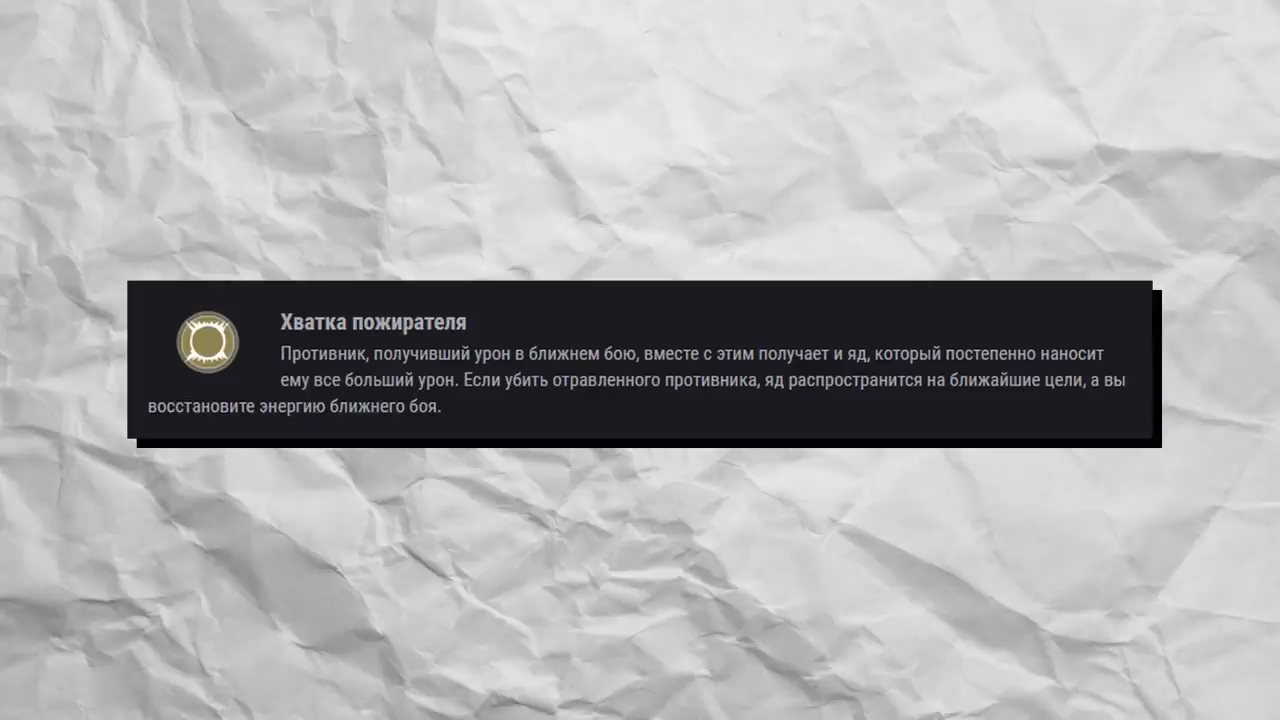 Хватка пожирателя
Противник, получивший урон в ближнем бою, вместе с этим получает и яд, который постепенно наносит
ему все больший урон. Если убить отравленного противника, яд распространится на ближайшие цели, а вы
восстановите энергию ближнего боя.